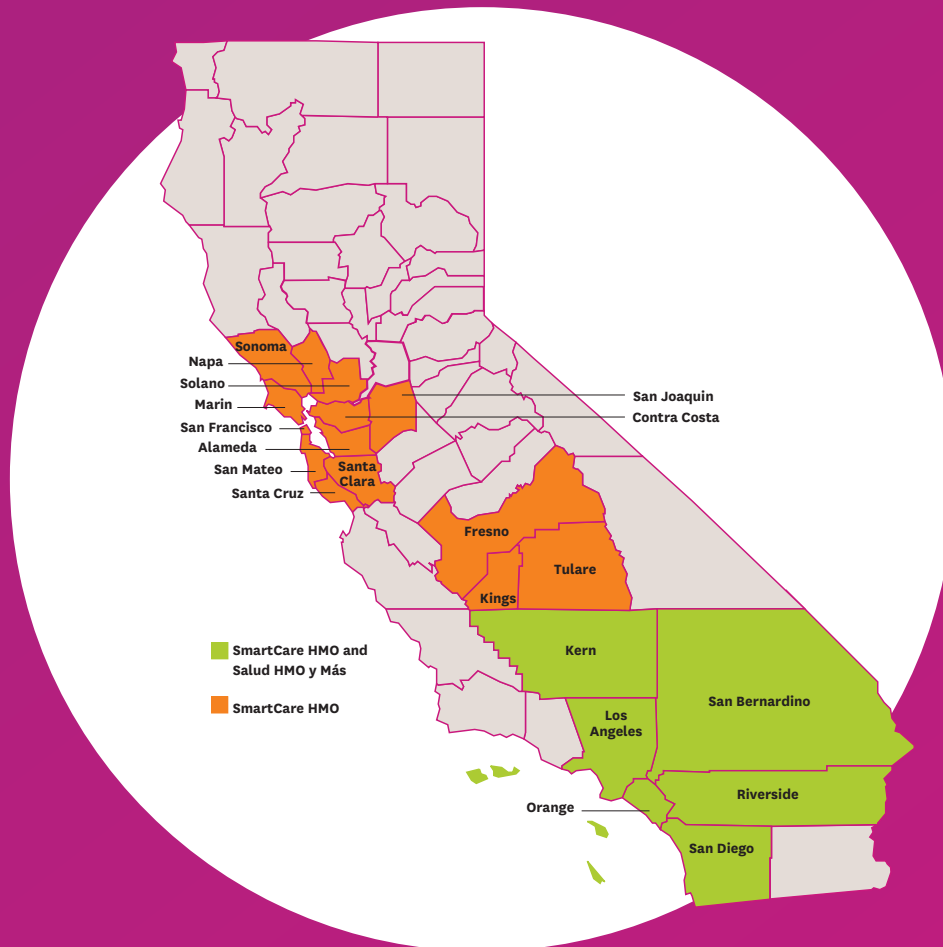 Sonoma
Napa
Solano
Marin
San Francisco
Alameda
San Mateo
Santa Cruz
Santa
Clara
San Joaquin
Contra Costa
Fresno
Tulare
Kings
SmartCare HMO and
Salud HMO y Más
SmartCare HMO
Kern
San Bernardino
Los
Angeles
Riverside
Orange
San Diego